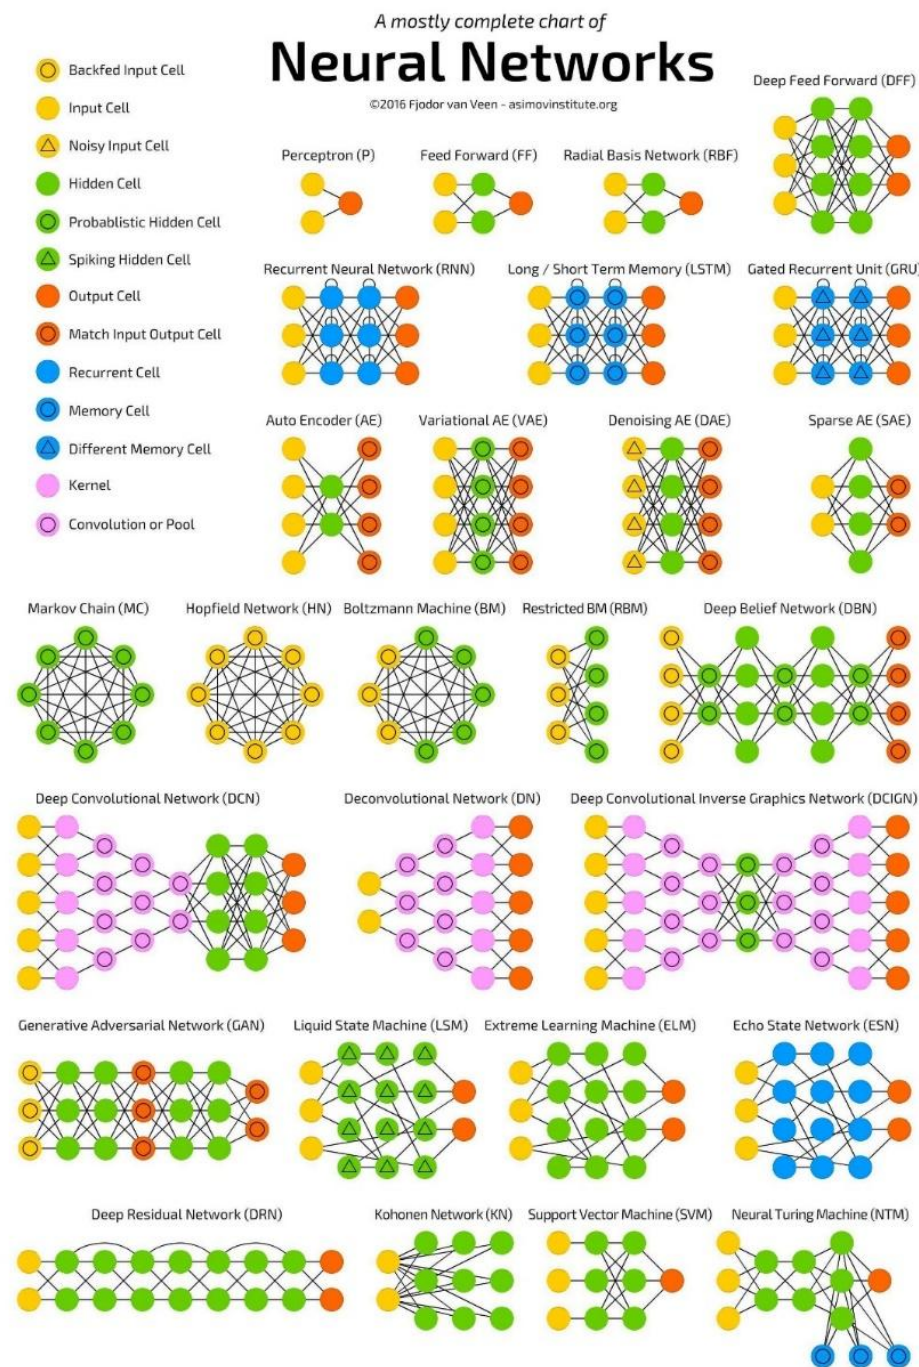 A mostly complete chart of
Neural Networks
©2016 Fjodor van Veen - asimovinstitute.org
Backfed Input Cell
Input Cell
Noisy Input Cell
Hidden Cell
Probablistic Hidden Cell
Spiking Hidden Cell
Output Cell
Match Input Output Cell
Recurrent Cell
Memory Cell
Different Memory Cell
Kernel
Convolution or Pool
Deep Feed Forward (DFF)
Perceptron (P)
Feed Forward (FF)
Radial Basis Network (RBF)
Recurrent Neural Network (RNN)
Long / Short Term Memory (LSTM)
Gated Recurrent Unit (GRU)
Auto Encoder (AE)
Variational AE (VAE)
Denoising AE (DAE)
Sparse AE (SAE)
Markov Chain (MC)
Hopfield Network (HN)
Boltzmann Machine (BM)
Restricted BM (RBM)
Deep Belief Network (DBN)
Deep Convolutional Network (DCN)
Deconvolutional Network (DN)
Deep Convolutional Inverse Graphics Network (DCIGN)
Generative Adversarial Network (GAN)
Liquid State Machine (LSM)
Extreme Learning Machine (ELM)
Echo State Network (ESN)
Deep Residual Network (DRN)
Kohonen Network (KN)
Support Vector Machine (SVM)
Neural Turing Machine (NTM)